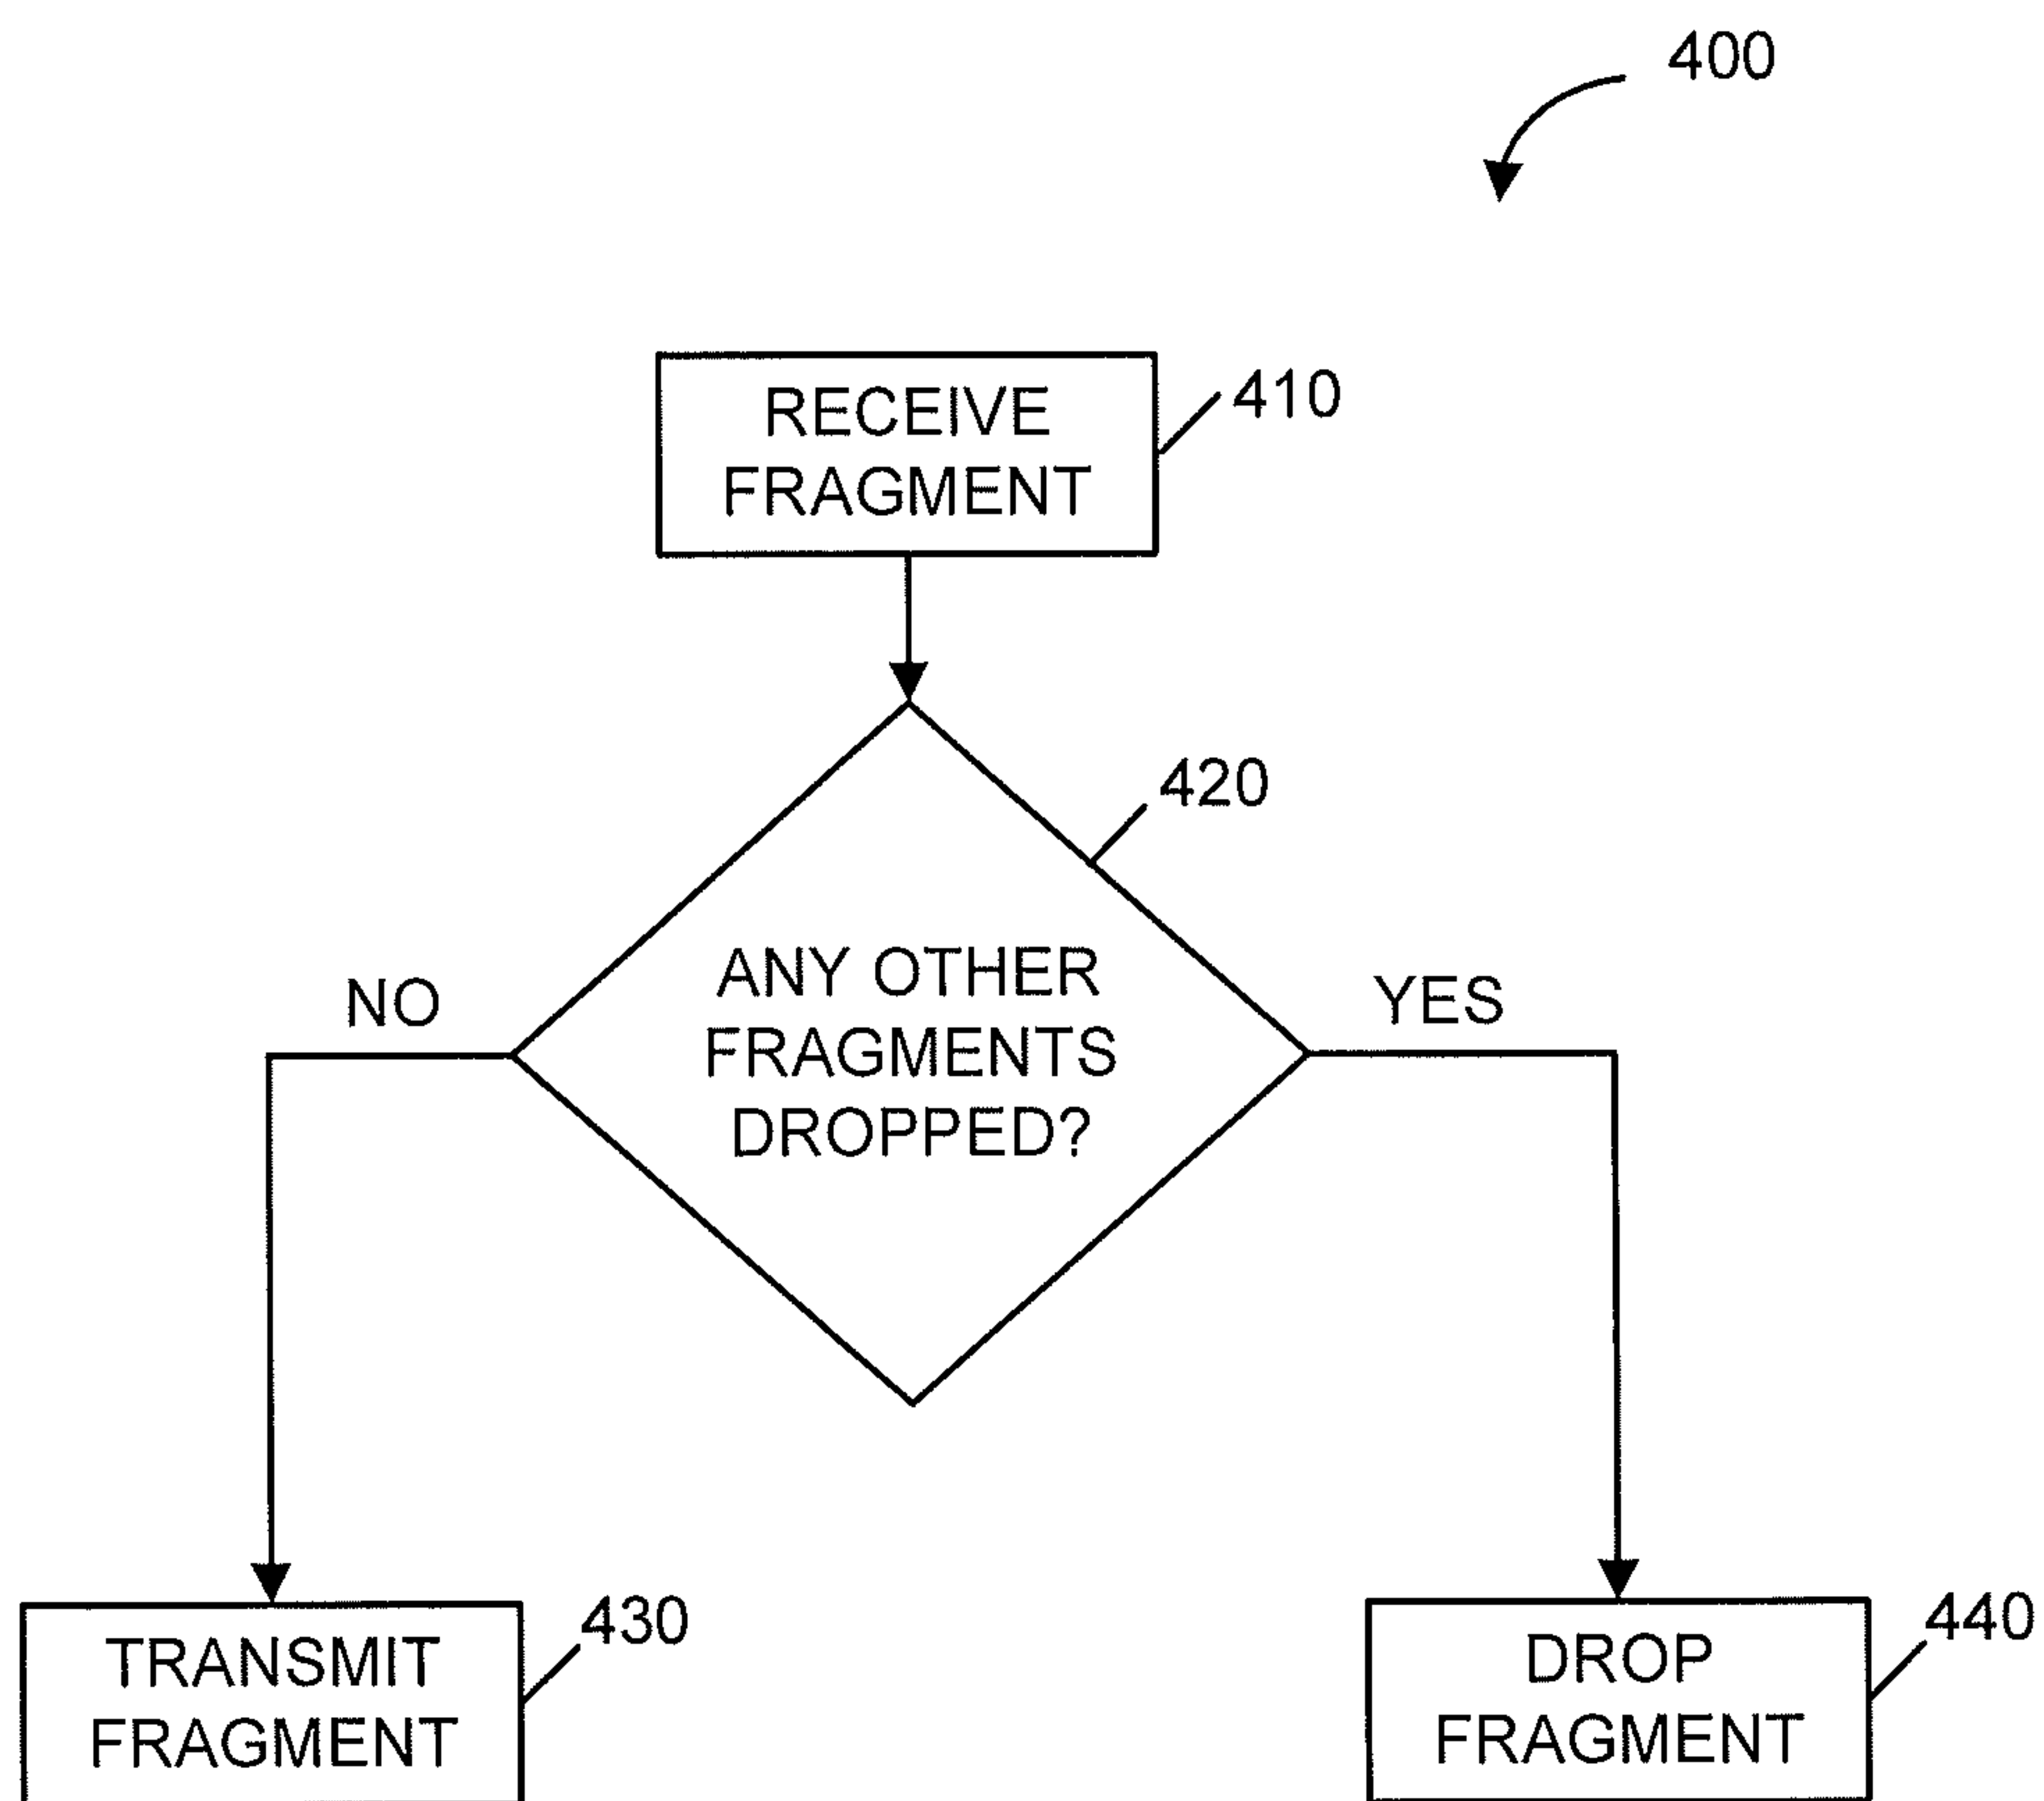 400
RECEIVE
FRAGMENT
410
420
ANY OTHER
FRAGMENTS
DROPPED?
NO
YES
TRANSMIT
FRAGMENT
430
DROP
FRAGMENT
440